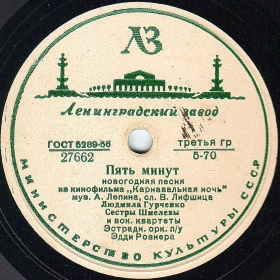 ЛЗ
Ленинградский завод
ГОСТ 5289-56
27662
третья гр
5-70
Пять минут
новогодняя песня
из кинофильма „Карнавальная ночь"
муз. А. Лепина, сл. В. Лифшица
Людмила Гурченко
Сестры Шмелевы
и вок. квартеты
Эстрадн. орк. п/у
Эдди Рознера
МИНИСТЕРСТВО КУЛЬТУРЫ СССР